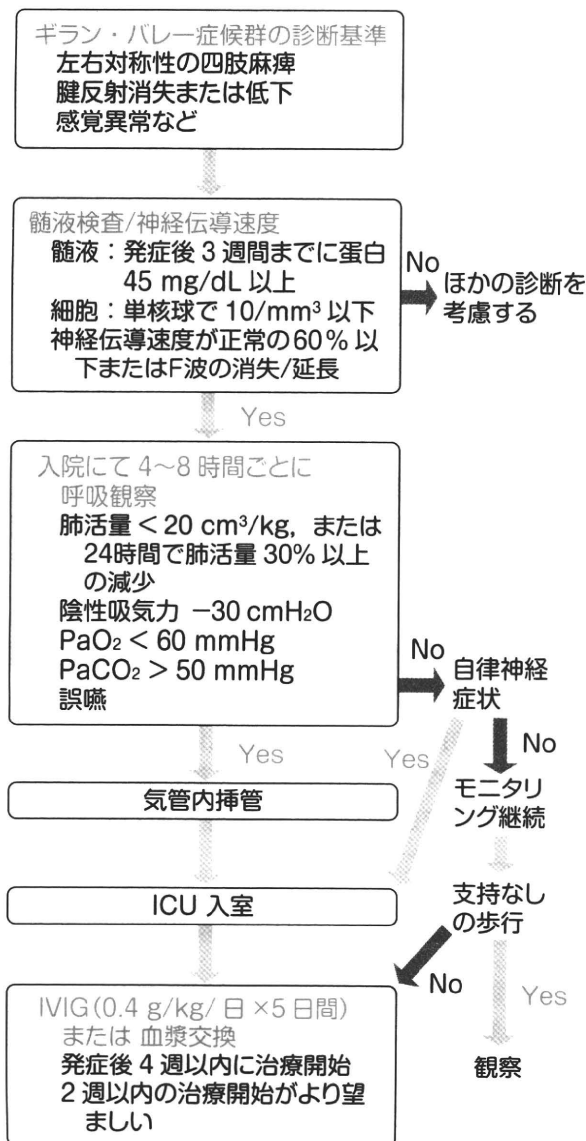 ギラン・バレー症候群の診断基準
左右対称性の四肢麻痺
腱反射消失または低下
感覚異常など
髄液検査/神経伝導速度
髄液：発症後3週間までに蛋白
45 mg/dL 以上
細胞：単核球で10/mm³ 以下
神経伝導速度が正常の60％以
下またはF波の消失/延長
No
ほかの診断を
考慮する
Yes
入院にて 4〜8 時間ごとに
呼吸観察
肺活量 < 20 cm³/kg，または
24時間で肺活量 30% 以上
の減少
陰性吸気力 −30 cmH₂O
PaO₂ < 60 mmHg
PaCO₂ > 50 mmHg
誤嚥
No
自律神経
症状
Yes
Yes
No
気管内挿管
モニタリ
ング継続
ICU 入室
支持なし
の歩行
No
Yes
IVIG（0.4 g/kg/ 日 ×5 日間）
または 血漿交換
発症後 4 週以内に治療開始
2 週以内の治療開始がより望
ましい
観察